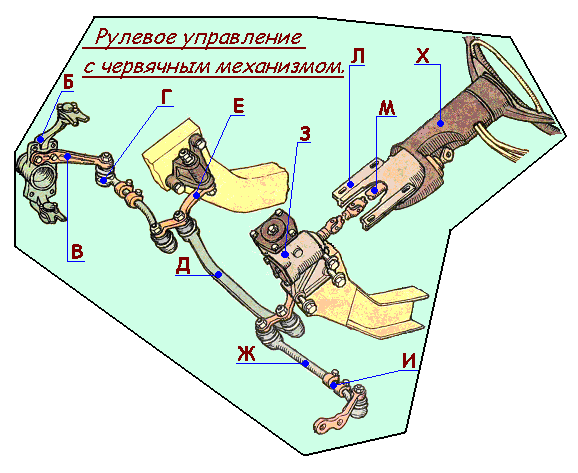 Рулевое управление
с червячным механизмом.
Л
Х
Б
Г
Е
М
З
В
Д
Ж
И